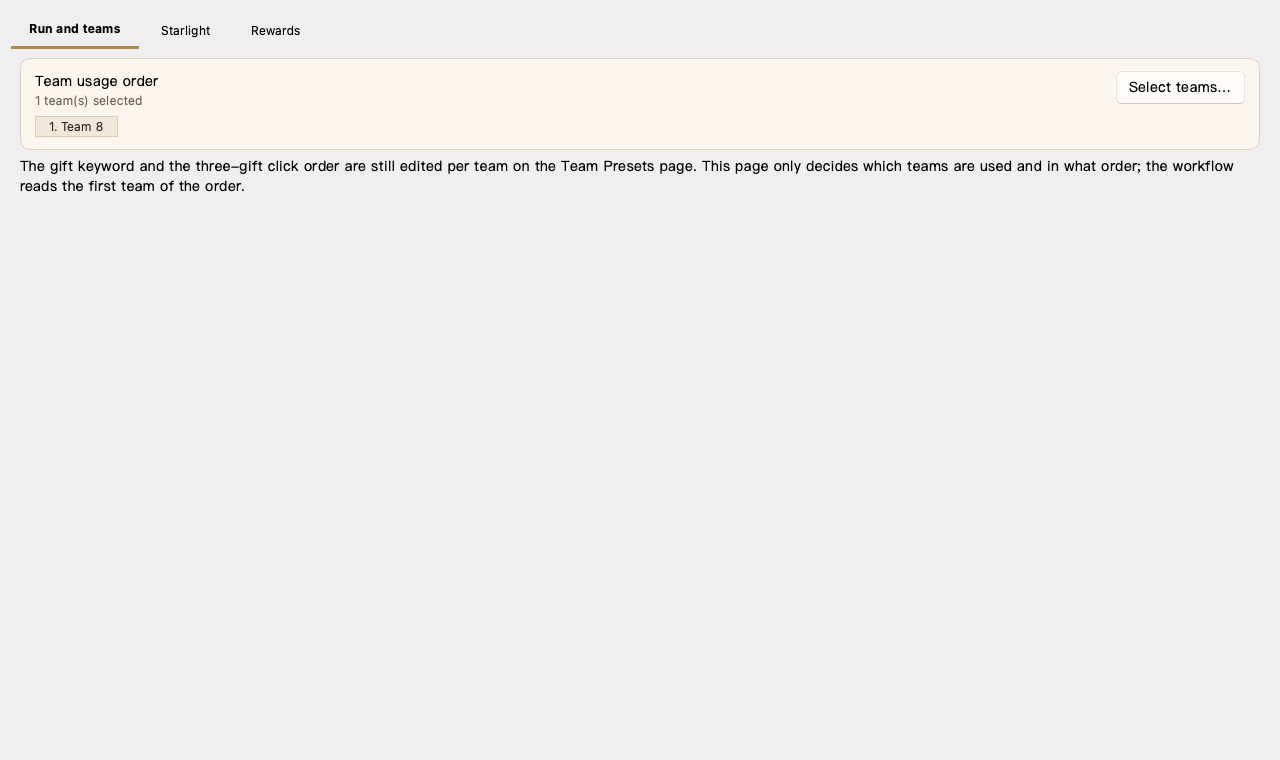 Run and teams
Starlight
Rewards
Team usage order
1 team(s) selected
Select teams...
1. Team 8
The gift keyword and the three-gift click order are still edited per team on the Team Presets page. This page only decides which teams are used and in what order; the workflow
reads the first team of the order.